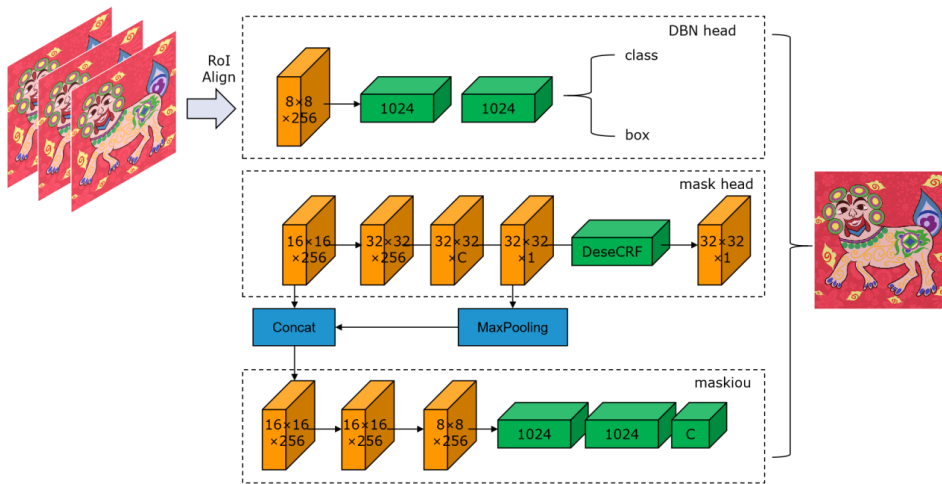 RoI
Align
DBN head
8×8
×256
1024
1024
class
box
mask head
16×16
×256
32×32
×256
32×32
×C
32×32
×1
DeseCRF
32×32
×1
Concat
MaxPooling
maskiou
16×16
×256
16×16
×256
8×8
×256
1024
1024
C